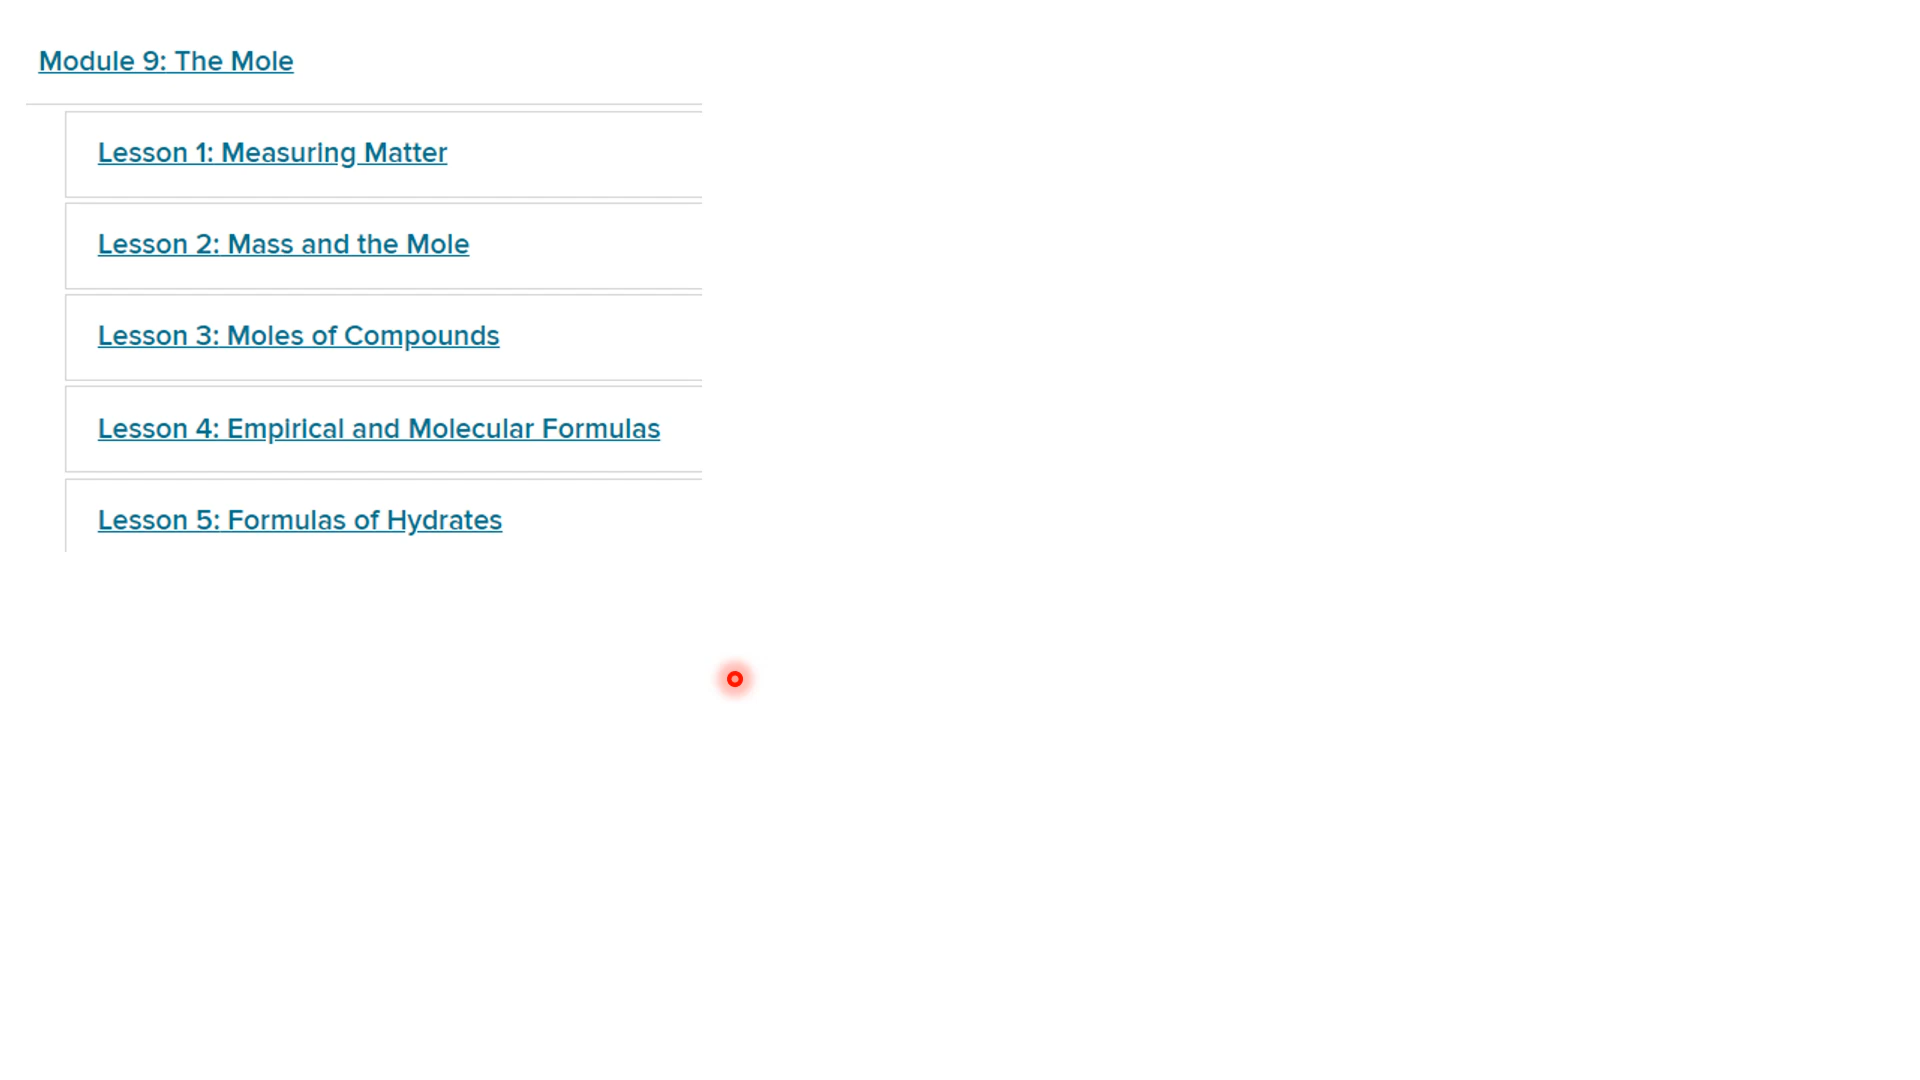 Module 9: The Mole
Lesson 1: Measuring Matter
Lesson 2: Mass and the Mole
Lesson 3: Moles of Compounds
Lesson 4: Empirical and Molecular Formulas
Lesson 5: Formulas of Hydrates